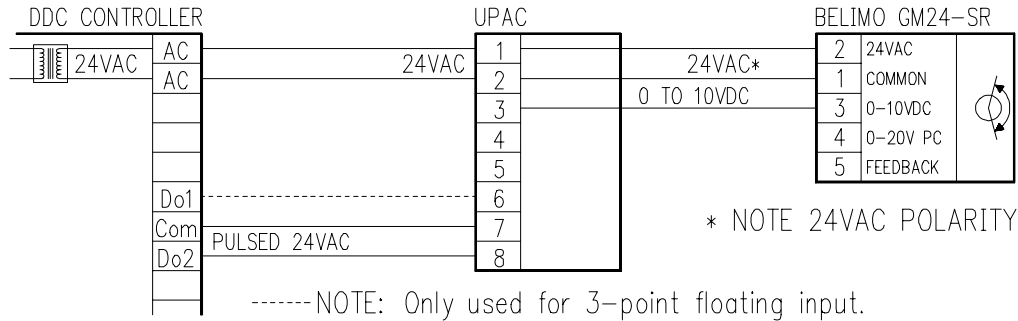 DDC CONTROLLER
UPAC
BELIMO GM24-SR
24VAC
AC
AC
Do1
Com
Do2
24VAC
1
2
3
4
5
6
7
8
24VAC*
0 TO 10VDC
2 24VAC
1 COMMON
3 0-10VDC
4 0-20V PC
5 FEEDBACK
* NOTE 24VAC POLARITY
PULSED 24VAC
------NOTE: Only used for 3-point floating input.